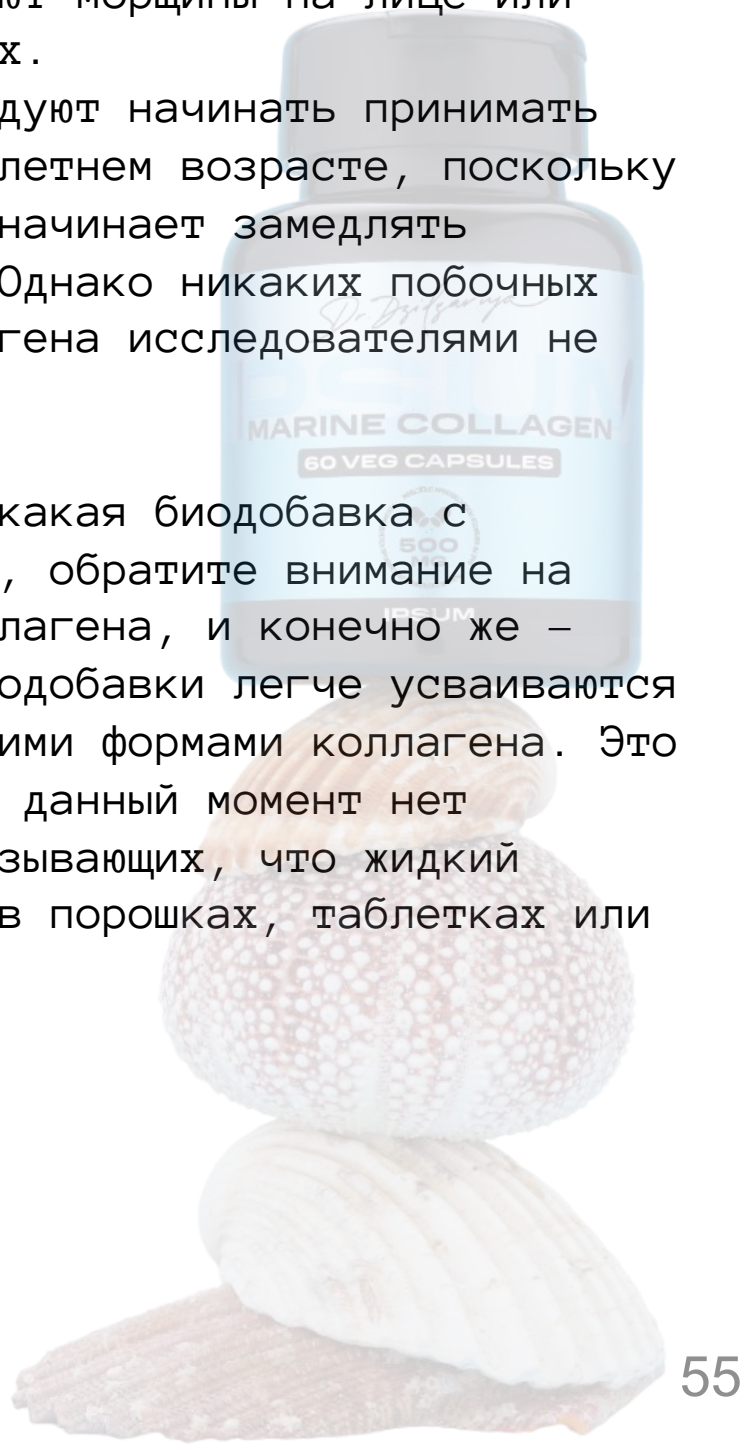 ют морщины на лице или
х.
дуют начинать принимать
летнем возрасте, поскольку
начинает замедлять
Однако никаких побочных
гена исследователями не
MARINE COLLAGEN
60 VEG CAPSULES
какая биодобавка с
500
MG
, обратите внимание на
IPSUM
лагена, и конечно же –
одобавки легче усваиваются
ими формами коллагена. Это
данный момент нет
зывающих, что жидкий
в порошках, таблетках или
55